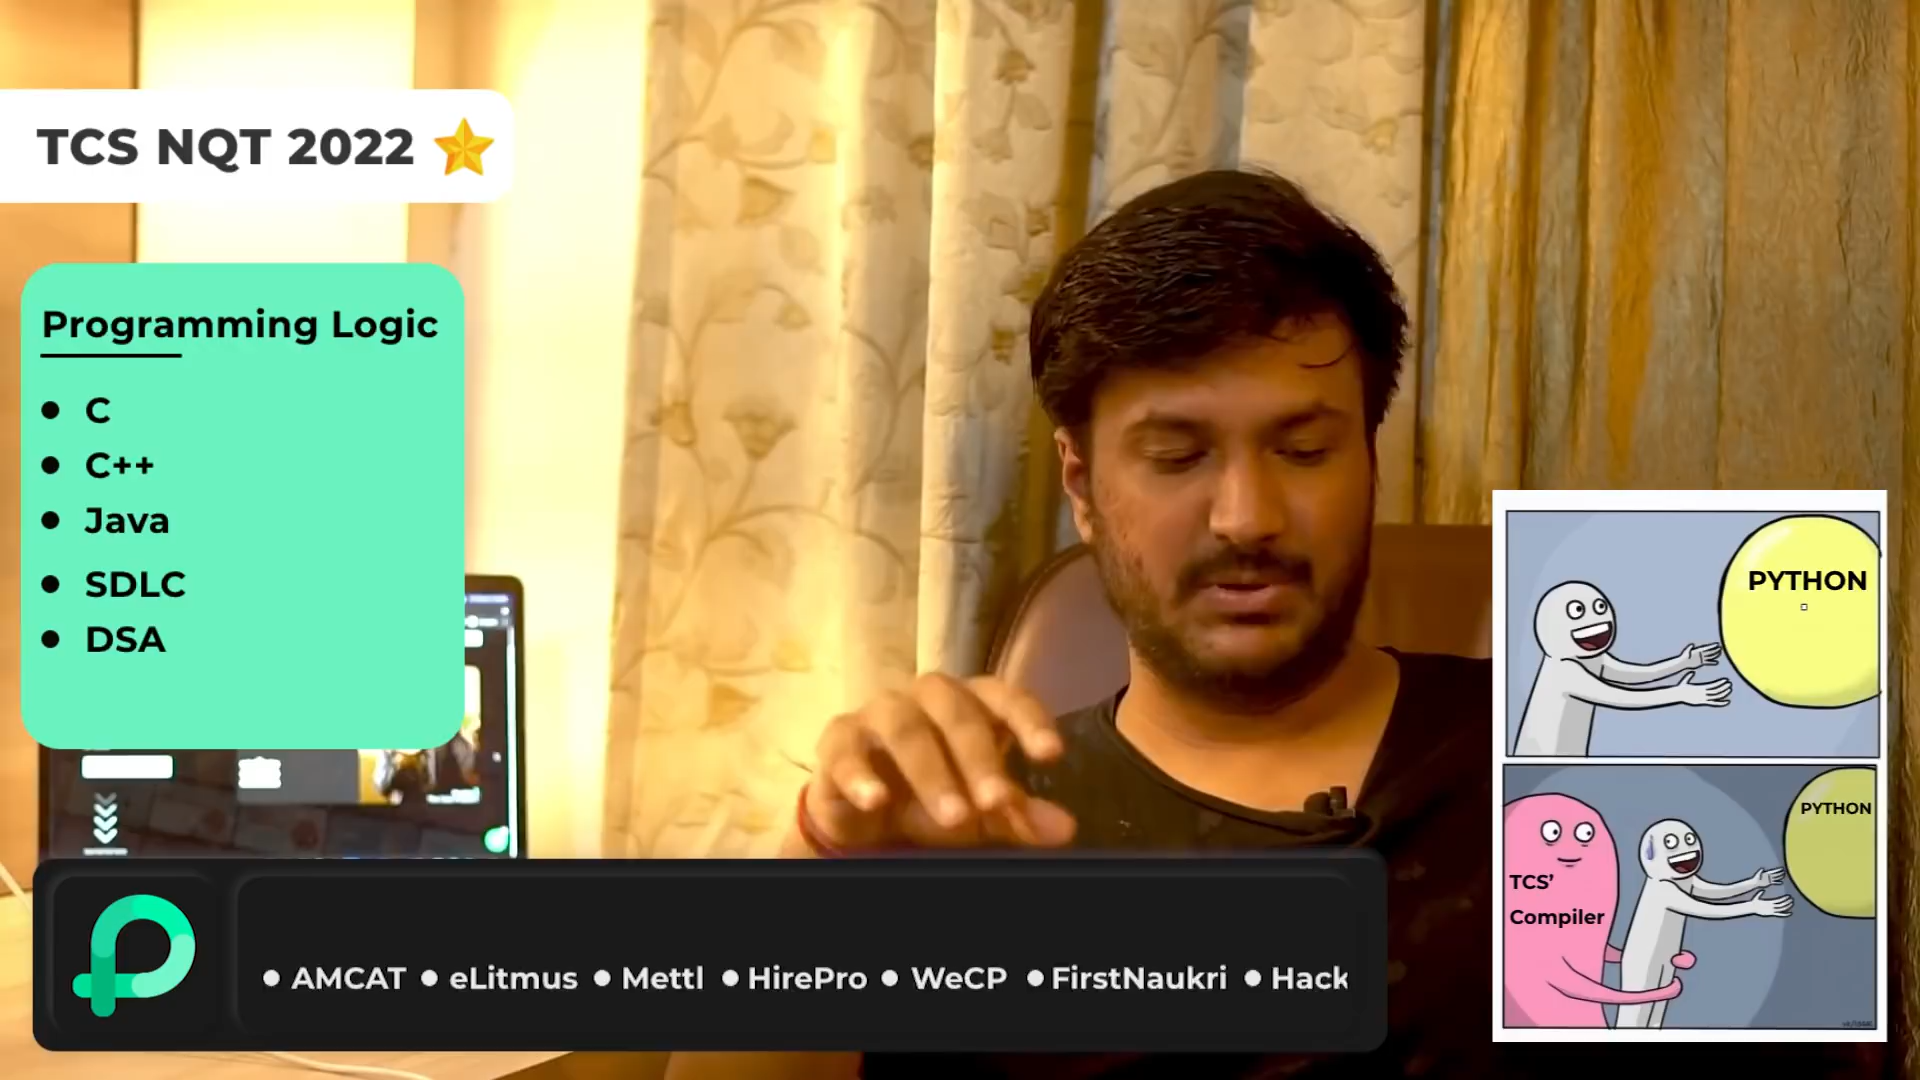 TCS NQT 2022
Programming Logic
C
C++
Java
SDLC
DSA
PYTHON
PYTHON
TCS'
Compiler
AMCAT
eLitmus
Mettl
HirePro
WeCP
FirstNaukri
Hack